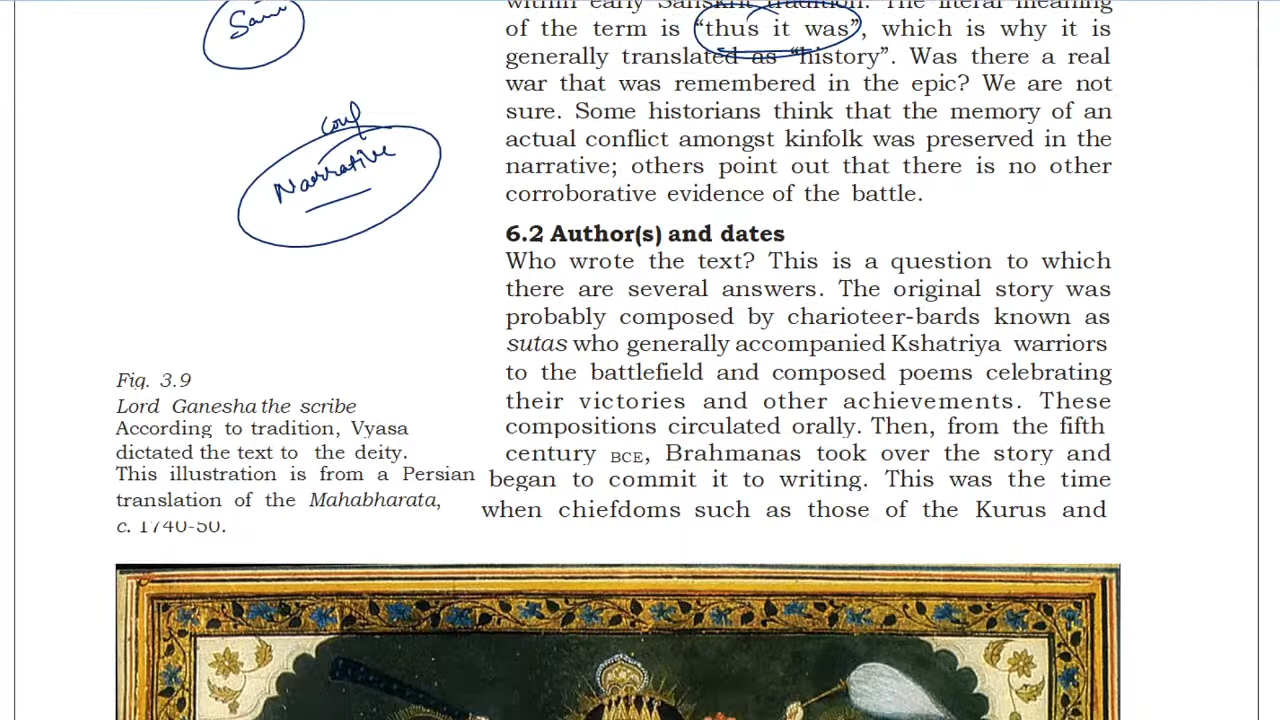 of the term is “thus it was”, which is why it is
generally translated as “history”. Was there a real
war that was remembered in the epic? We are not
sure. Some historians think that the memory of an
actual conflict amongst kinfolk was preserved in the
narrative; others point out that there is no other
corroborative evidence of the battle.
Narrative
6.2 Author(s) and dates
Who wrote the text? This is a question to which
there are several answers. The original story was
probably composed by charioteer-bards known as
sutas who generally accompanied Kshatriya warriors
to the battlefield and composed poems celebrating
their victories and other achievements. These
compositions circulated orally. Then, from the fifth
century BCE, Brahmanas took over the story and
began to commit it to writing. This was the time
when chiefdoms such as those of the Kurus and
Fig. 3.9
Lord Ganesha the scribe
According to tradition, Vyasa
dictated the text to the deity.
This illustration is from a Persian
translation of the Mahabharata,
c. 1740-50.